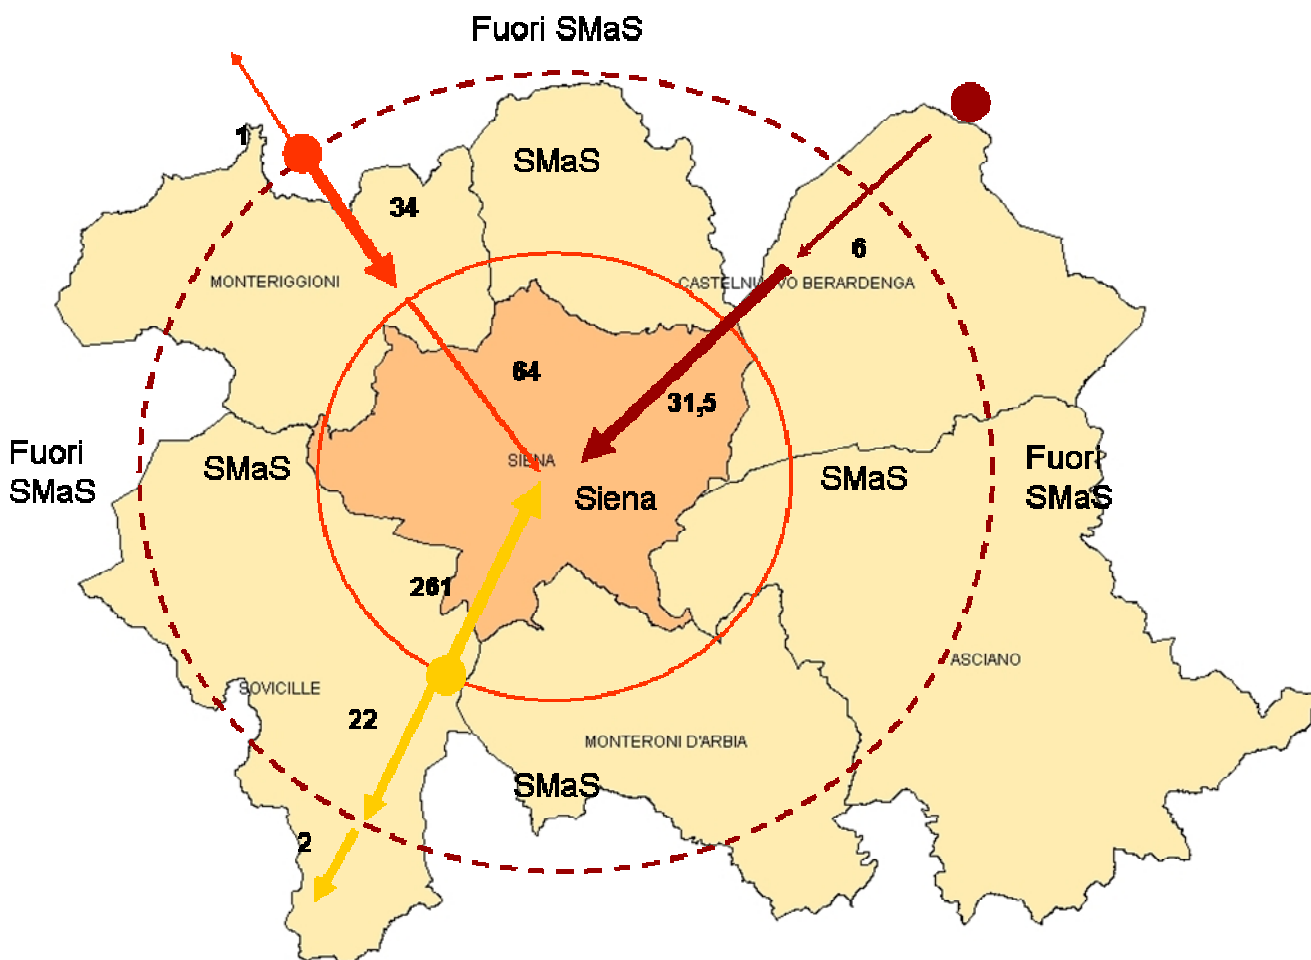 Fuori SMaS
1
SMaS
34
6
MONTERIGGIONI
CASTELNUOVO BERARDENGA
64
31,5
Fuori
SMaS
SMaS
SIENA
Siena
SMaS
Fuori
SMaS
261
ASCIANO
SOVICILLE
22
MONTERONI D'ARBIA
SMaS
2